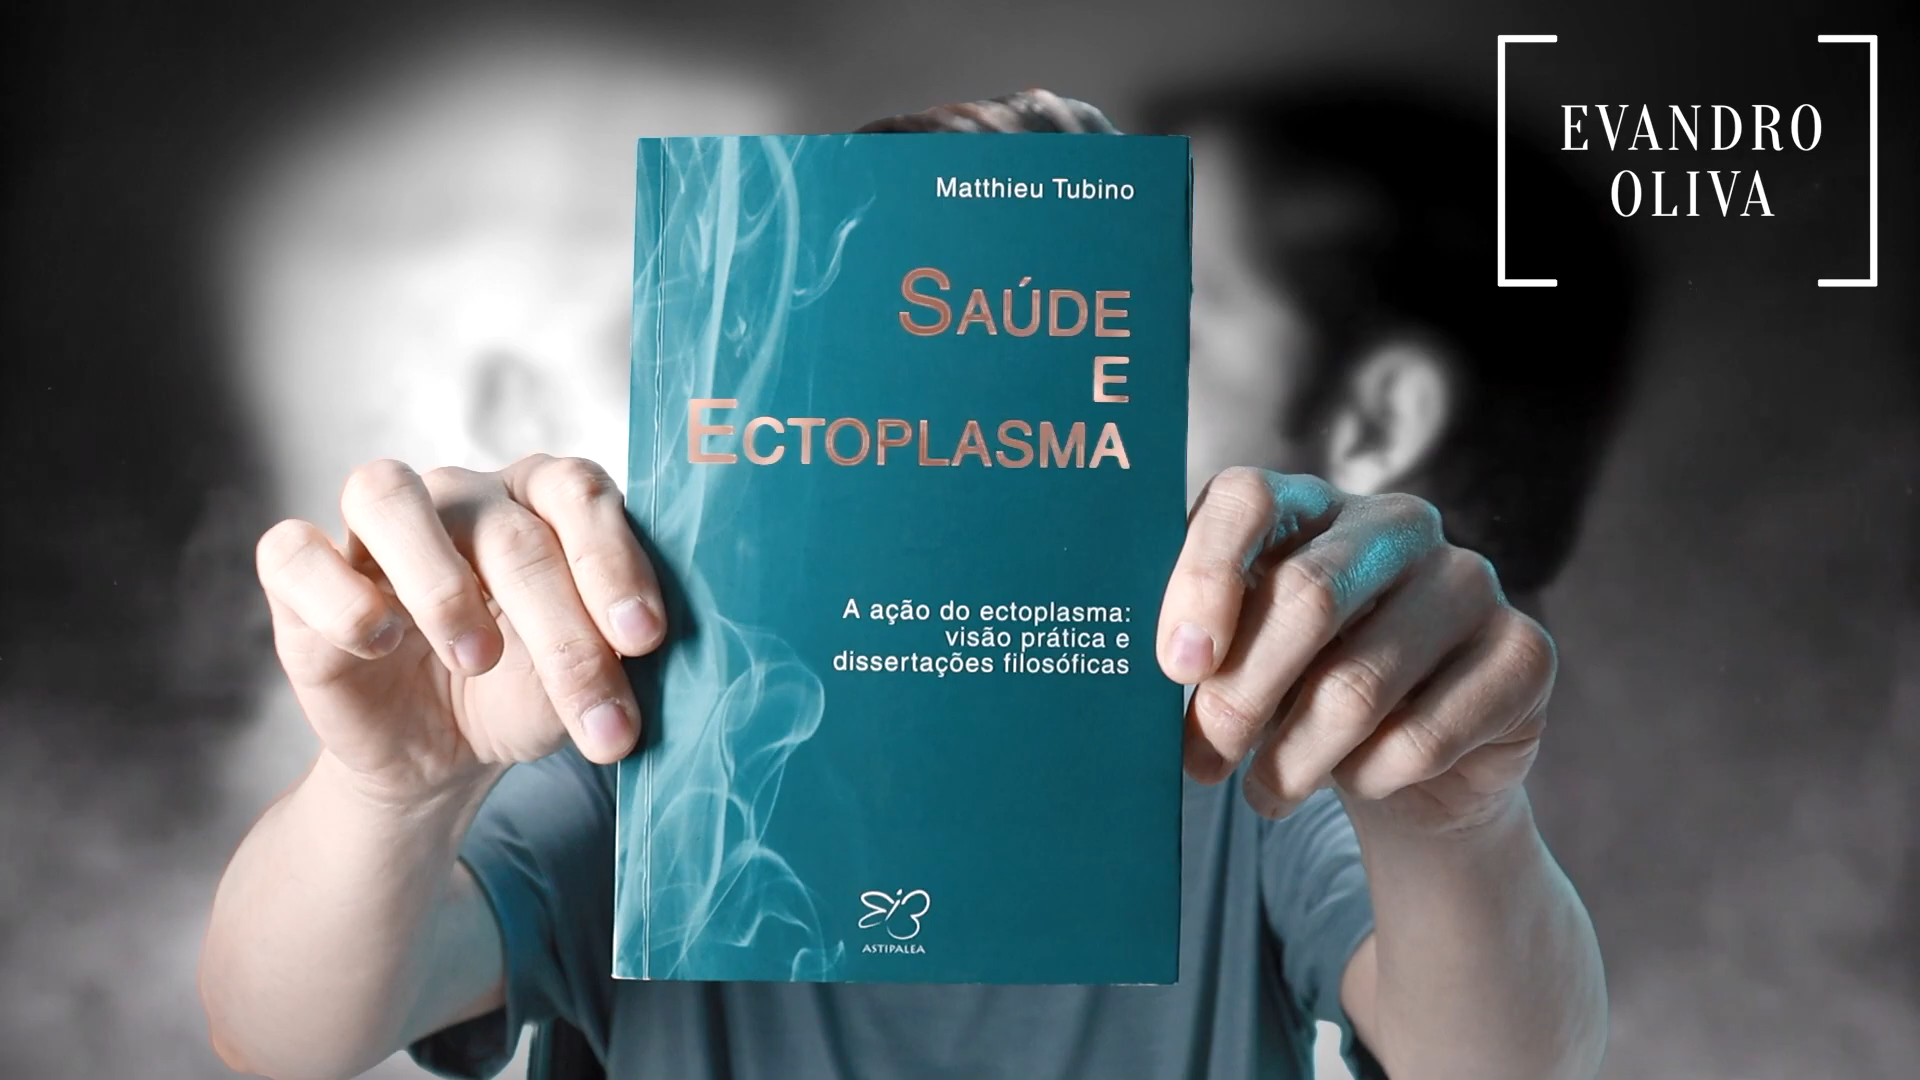 EVANDRO
OLIVA
Matthieu Tubino
SAÚDE
E
ECTOPLASMA
A ação do ectoplasma:
visão prática e
dissertações filosóficas
ASTIPALEA